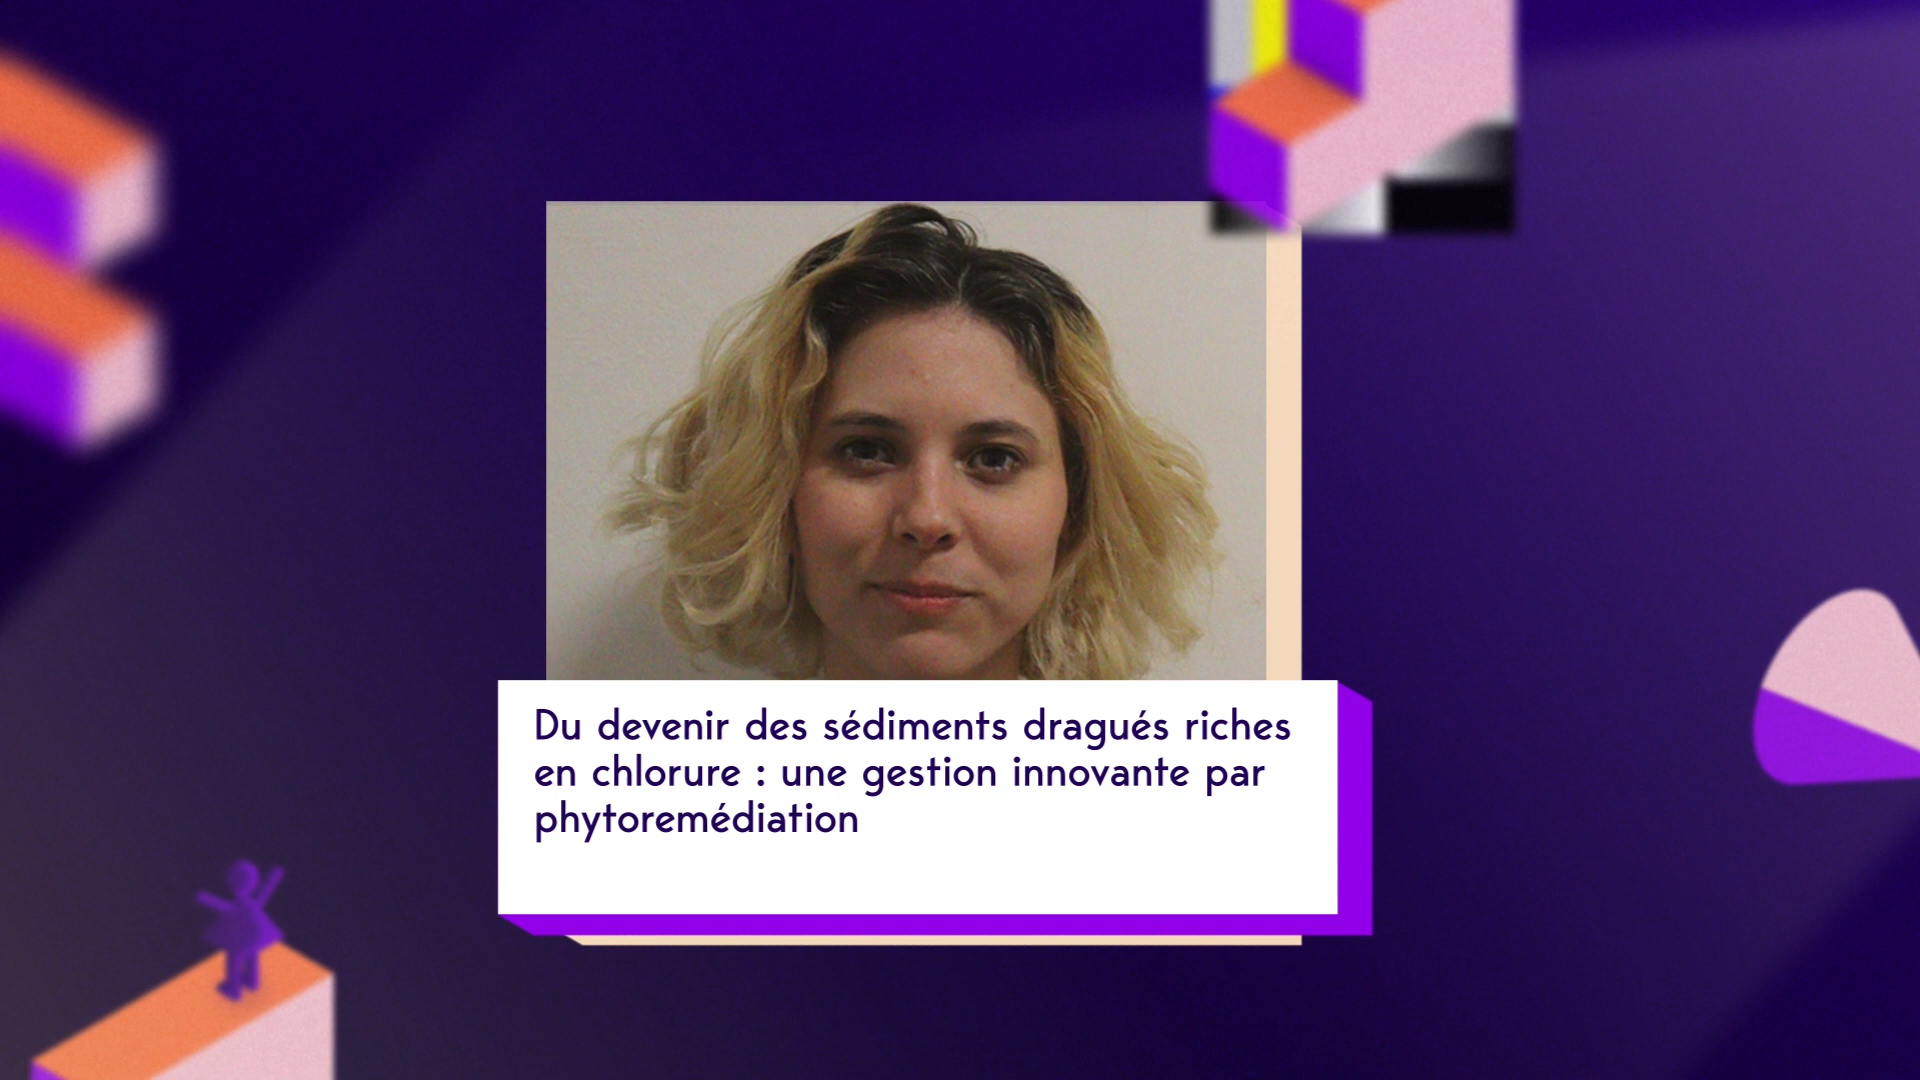 Du devenir des sédiments dragués riches
en chlorure : une gestion innovante par
phytoremédiation